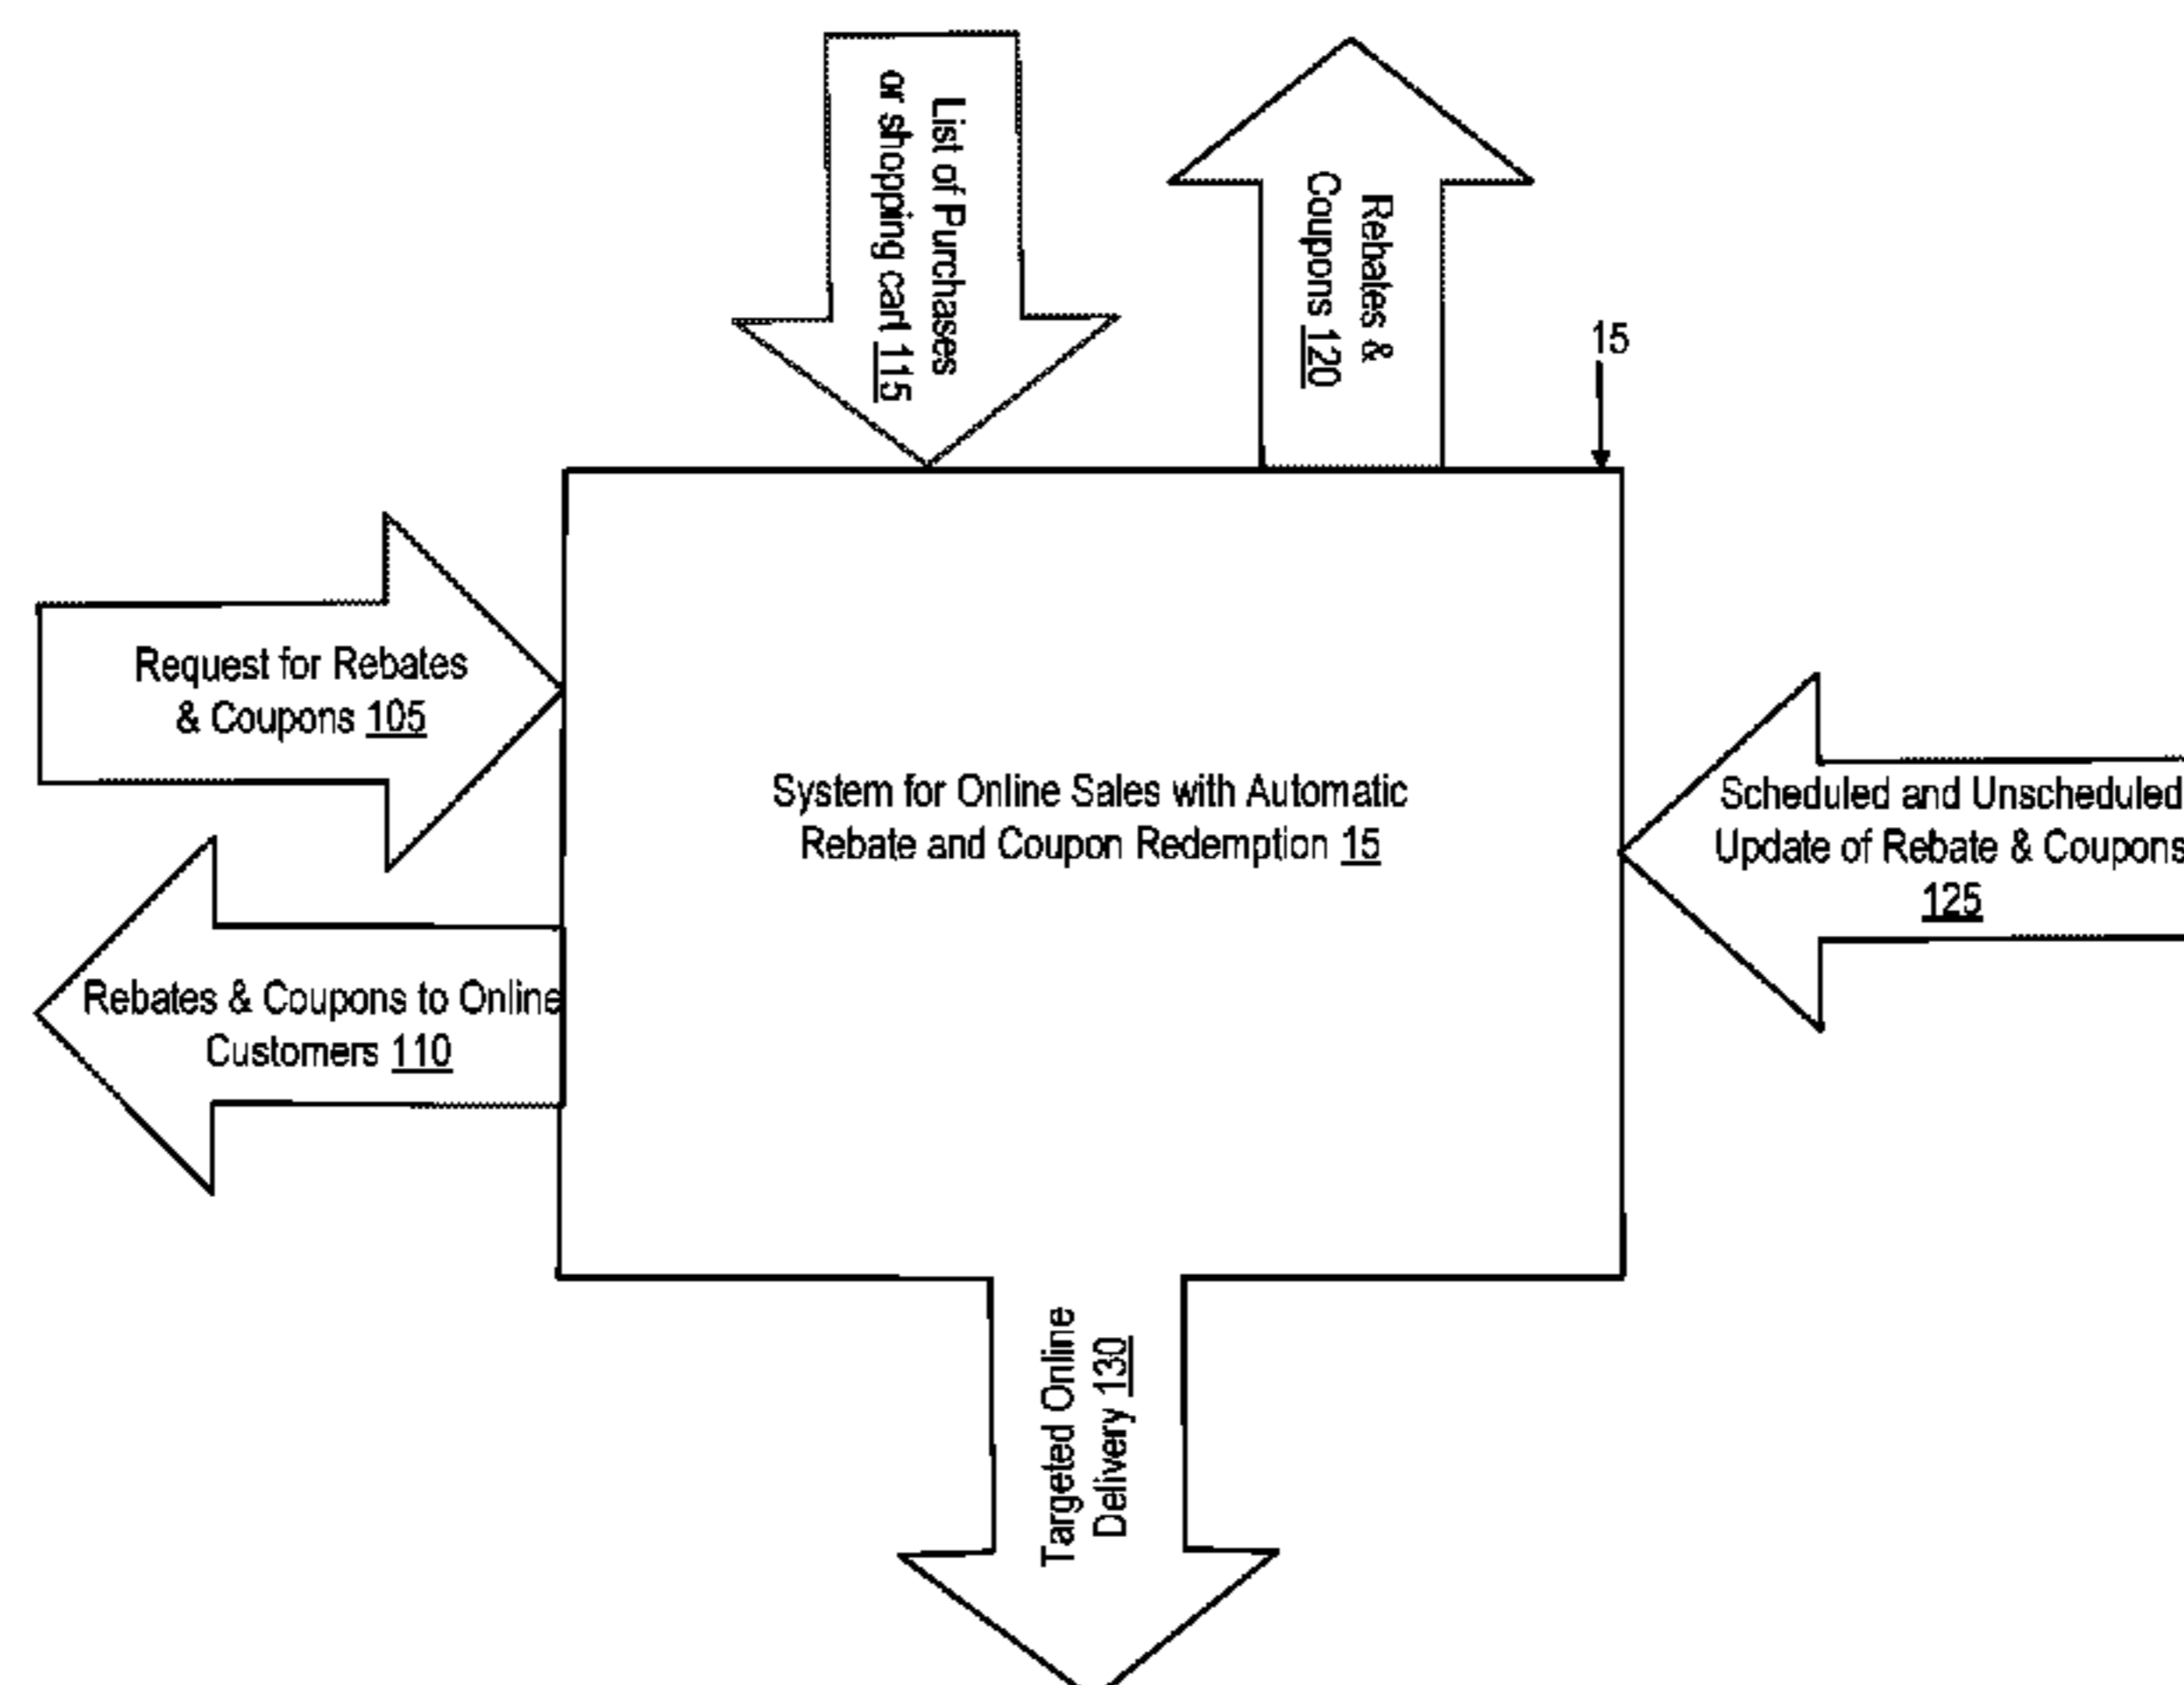 List of Purchases
or shopping cart 115
Rebates &
Coupons 120
15
Request for Rebates
& Coupons 105
System for Online Sales with Automatic
Rebate and Coupon Redemption 15
Scheduled and Unscheduled
Update of Rebate & Coupons
125
Rebates & Coupons to Online
Customers 110
Targeted Online
Delivery 130